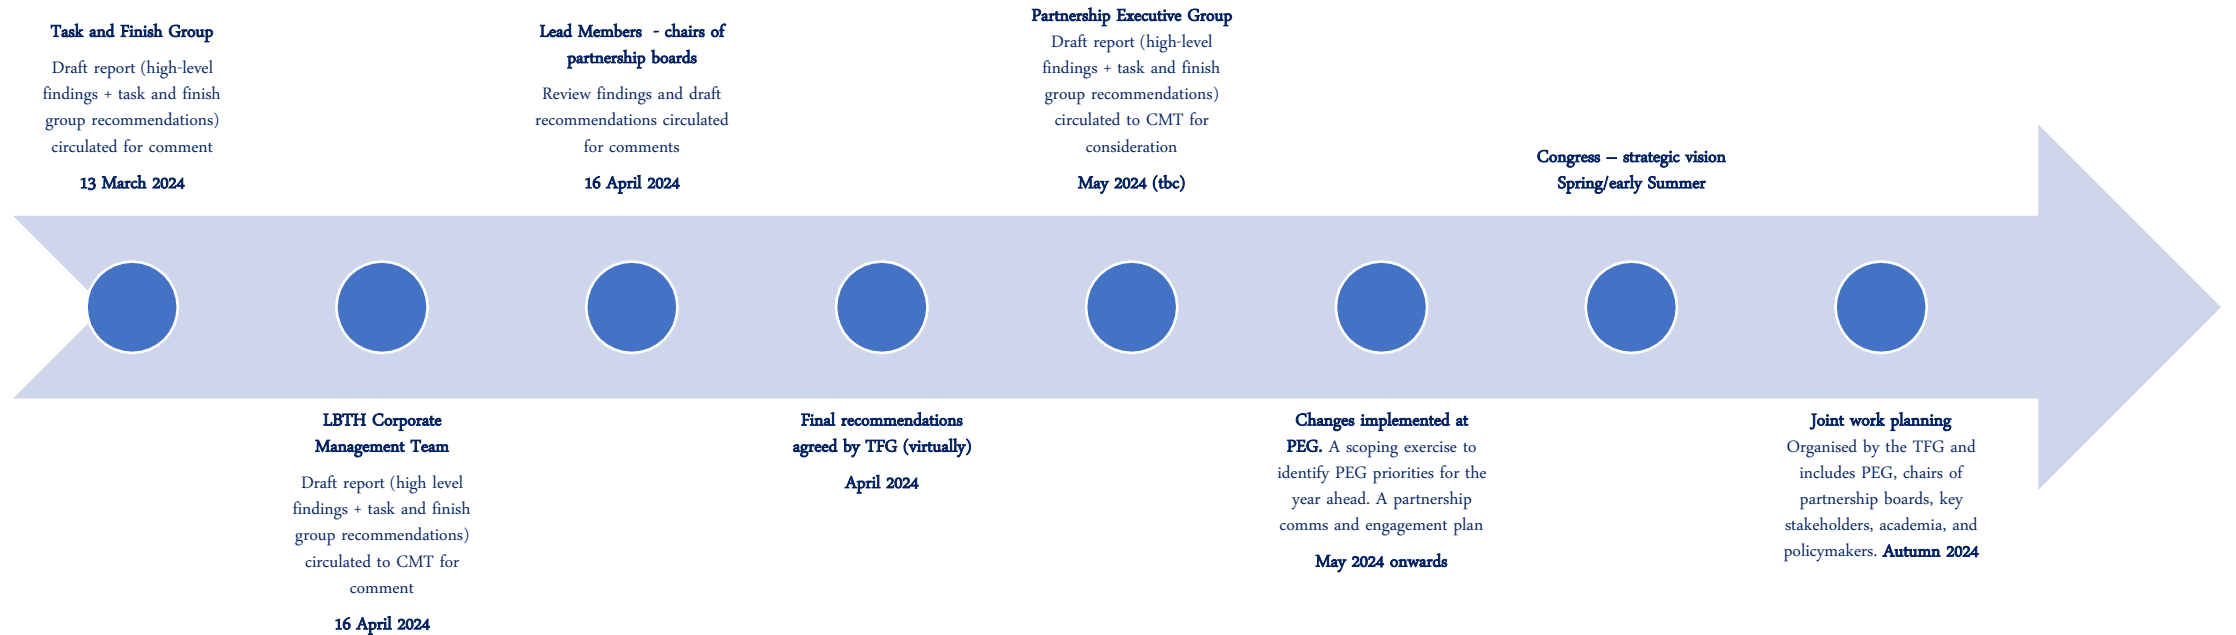 Task and Finish Group
Draft report (high-level
findings + task and finish
group recommendations)
circulated for comment
13 March 2024
LBTH Corporate
Management Team
Draft report (high level
findings + task and finish
group recommendations)
circulated to CMT for
comment
16 April 2024
Lead Members - chairs of
partnership boards
Review findings and draft
recommendations circulated
for comments
16 April 2024
Final recommendations
agreed by TFG (virtually)
April 2024
Partnership Executive Group
Draft report (high-level
findings + task and finish
group recommendations)
circulated to CMT for
consideration
May 2024 (tbc)
Changes implemented at
PEG. A scoping exercise to
identify PEG priorities for the
year ahead. A partnership
comms and engagement plan
May 2024 onwards
Congress – strategic vision
Spring/early Summer
Joint work planning
Organised by the TFG and
includes PEG, chairs of
partnership boards, key
stakeholders, academia, and
policymakers. Autumn 2024